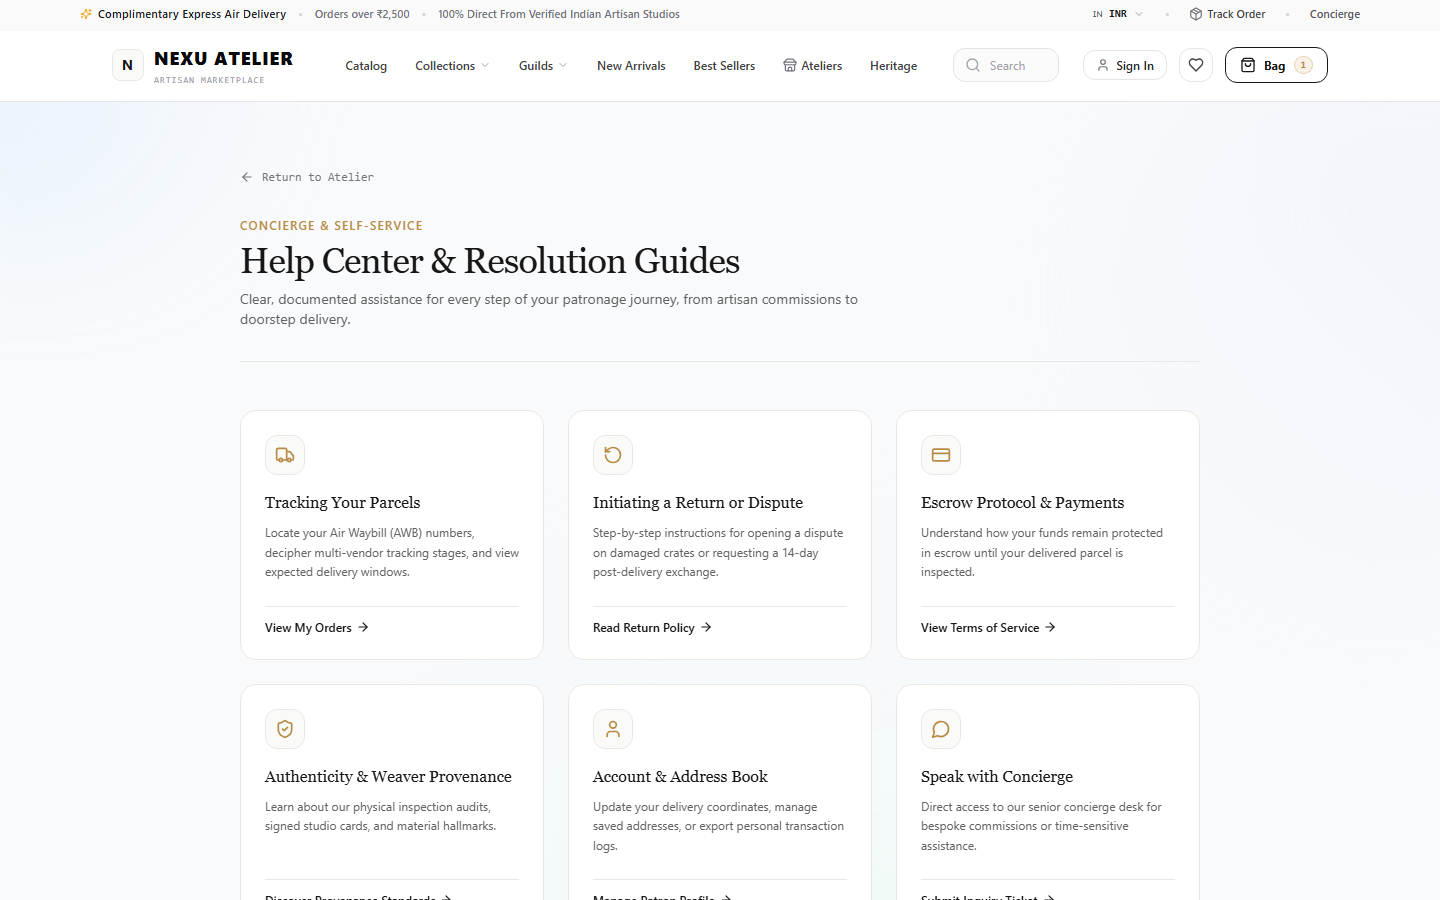 Complimentary Express Air Delivery • Orders over ₹2,500 • 100% Direct From Verified Indian Artisan Studios
IN INR • Track Order • Concierge
N NEXU ATELIER
ARTISAN MARKETPLACE
Catalog Collections Guilds New Arrivals Best Sellers Ateliers Heritage Search Sign In Bag 1
Return to Atelier
CONCIERGE & SELF-SERVICE
Help Center & Resolution Guides
Clear, documented assistance for every step of your patronage journey, from artisan commissions to
doorstep delivery.
Tracking Your Parcels
Locate your Air Waybill (AWB) numbers,
decipher multi-vendor tracking stages, and view
expected delivery windows.
View My Orders
Initiating a Return or Dispute
Step-by-step instructions for opening a dispute
on damaged crates or requesting a 14-day
post-delivery exchange.
Read Return Policy
Escrow Protocol & Payments
Understand how your funds remain protected
in escrow until your delivered parcel is
inspected.
View Terms of Service
Authenticity & Weaver Provenance
Learn about our physical inspection audits,
signed studio cards, and material hallmarks.
Discover Provenance Standards
Account & Address Book
Update your delivery coordinates, manage
saved addresses, or export personal transaction
logs.
Manage Patron Profile
Speak with Concierge
Direct access to our senior concierge desk for
bespoke commissions or time-sensitive
assistance.
Submit Inquiry Ticket